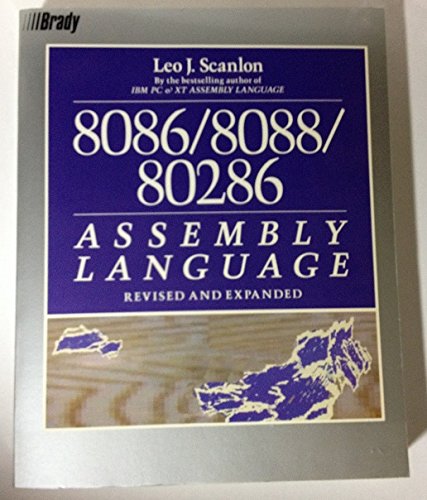 Brady
Leo J. Scanlon
By the bestselling author of
IBM PC & XT ASSEMBLY LANGUAGE
8086/8088/
80286
ASSEMBLY
LANGUAGE
REVISED AND EXPANDED